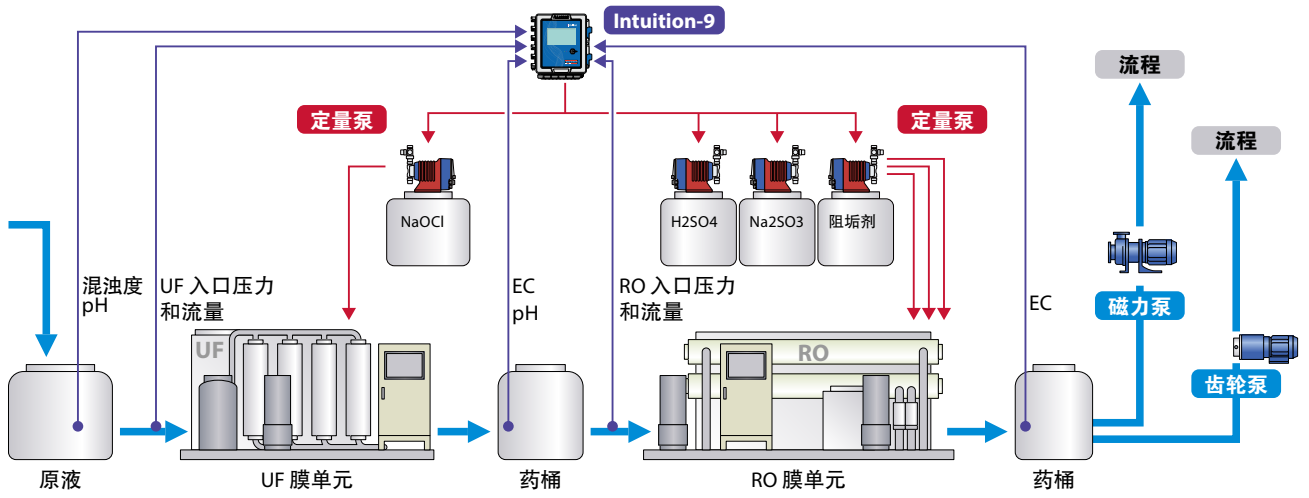 Intuition-9
流程
定量泵
定量泵
流程
NaOCl
H2SO4
Na2SO3
阻垢剂
混浊度
pH
UF 入口压力
和流量
EC
pH
RO 入口压力
和流量
EC
磁力泵
UF
RO
齿轮泵
原液
UF 膜单元
药桶
RO 膜单元
药桶